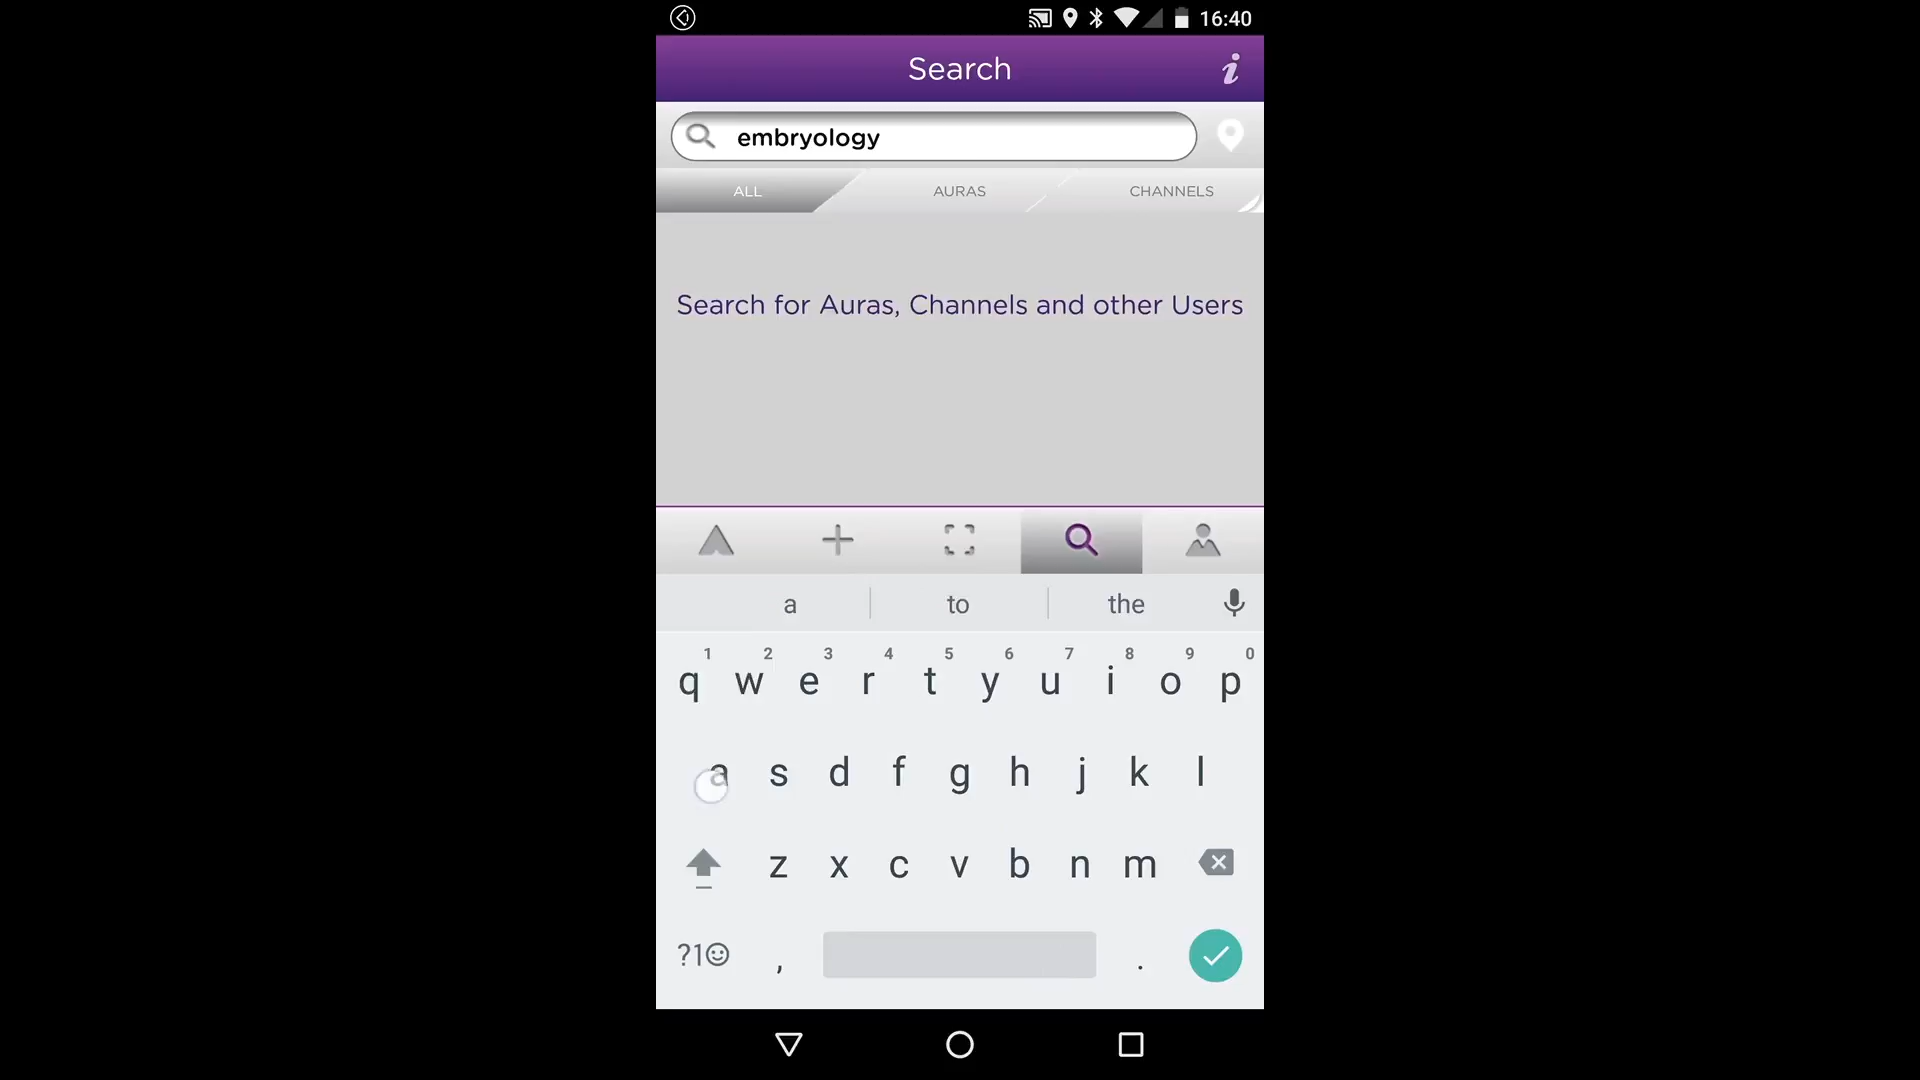 16:40
Search
i
embryology
ALL AURAS CHANNELS
Search for Auras, Channels and other Users
a to the
1 2 3 4 5 6 7 8 9 0
q w e r t y u i o p
a s d f g h j k l
z x c v b n m
?1☺ , .